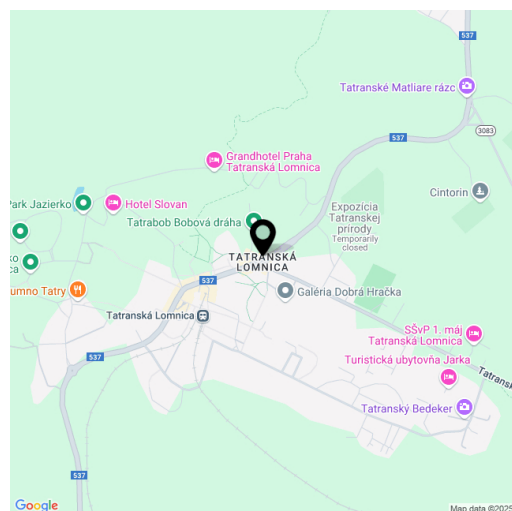 537
Tatranské Matliare rázc
537
3083
Grandhotel Praha
Tatranská Lomnica
Cintorín
Park Jazierko
Hotel Slovan
Expozícia
Tatranskej
prírody
Temporarily
closed
Tatrabob Bobová dráha
TATRANSKÁ
LOMNICA
537
Galéria Dobrá Hračka
Tatranská Lomnica
SŠvP 1. máj
Tatranská Lomnica
537
Turistická ubytovňa Jarka
Tatranský Bedeker
537
Google
Map data ©2025